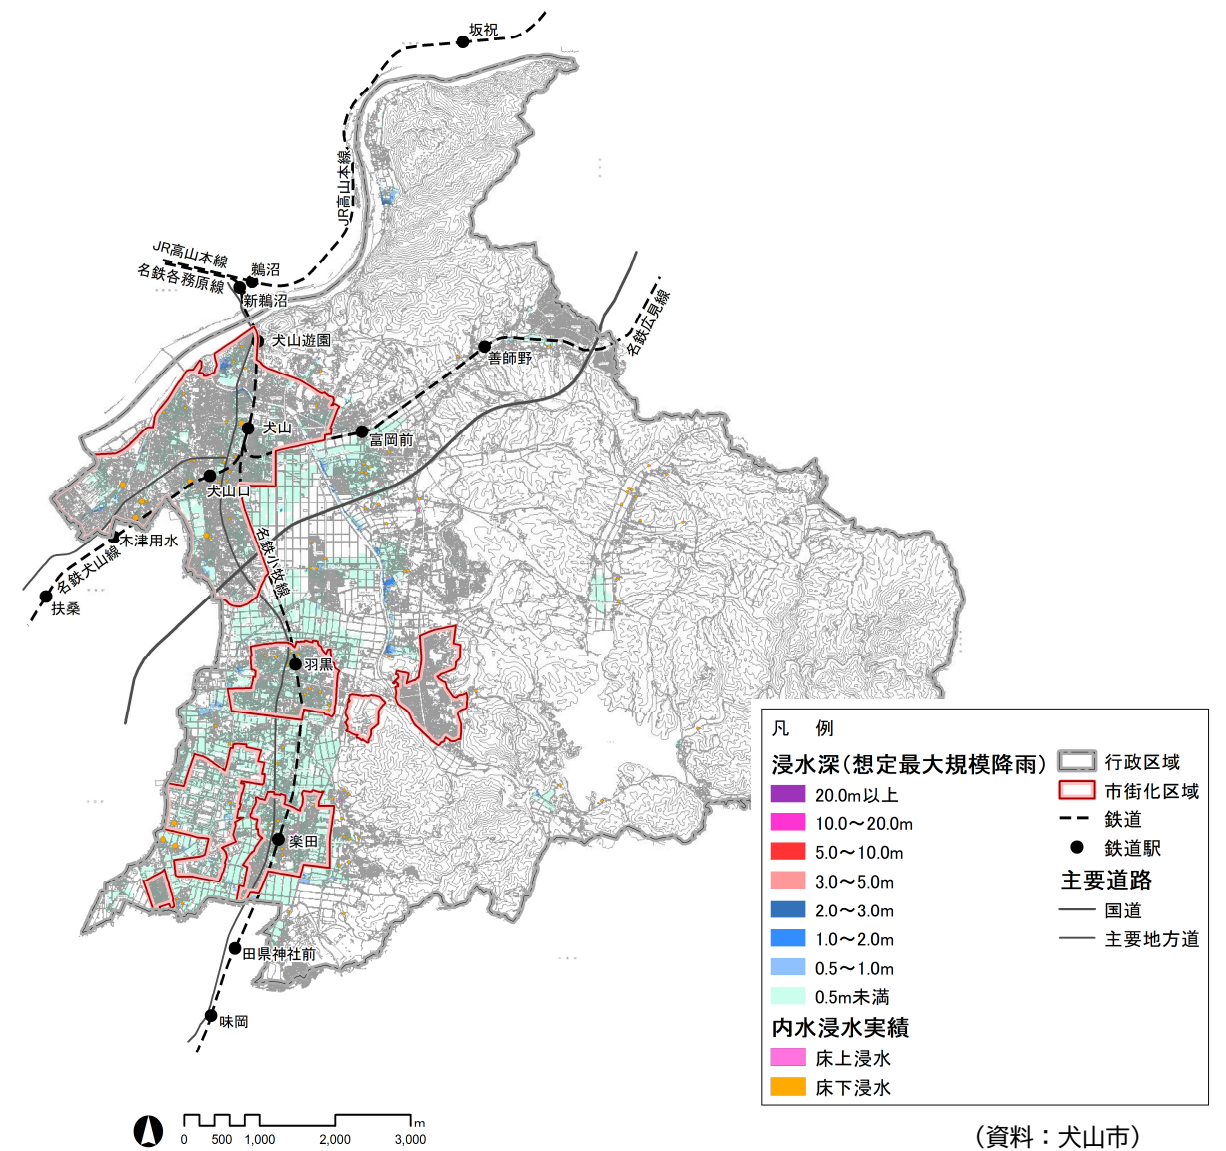 坂祝
JR高山本線
JR高山本線
名鉄各務原線
鵜沼
新鵜沼
犬山遊園
名鉄広見線
善師野
犬山
富岡前
犬山口
木津用水
名鉄犬山線
名鉄小牧線
扶桑
羽黒
楽田
田県神社前
味岡
凡 例
浸水深(想定最大規模降雨)
20.0m以上
10.0～20.0m
5.0～10.0m
3.0～5.0m
2.0～3.0m
1.0～2.0m
0.5～1.0m
0.5m未満
内水浸水実績
床上浸水
床下浸水
行政区域
市街化区域
鉄道
鉄道駅
主要道路
国道
主要地方道
0 500 1,000 2,000 3,000 m
（資料：犬山市）